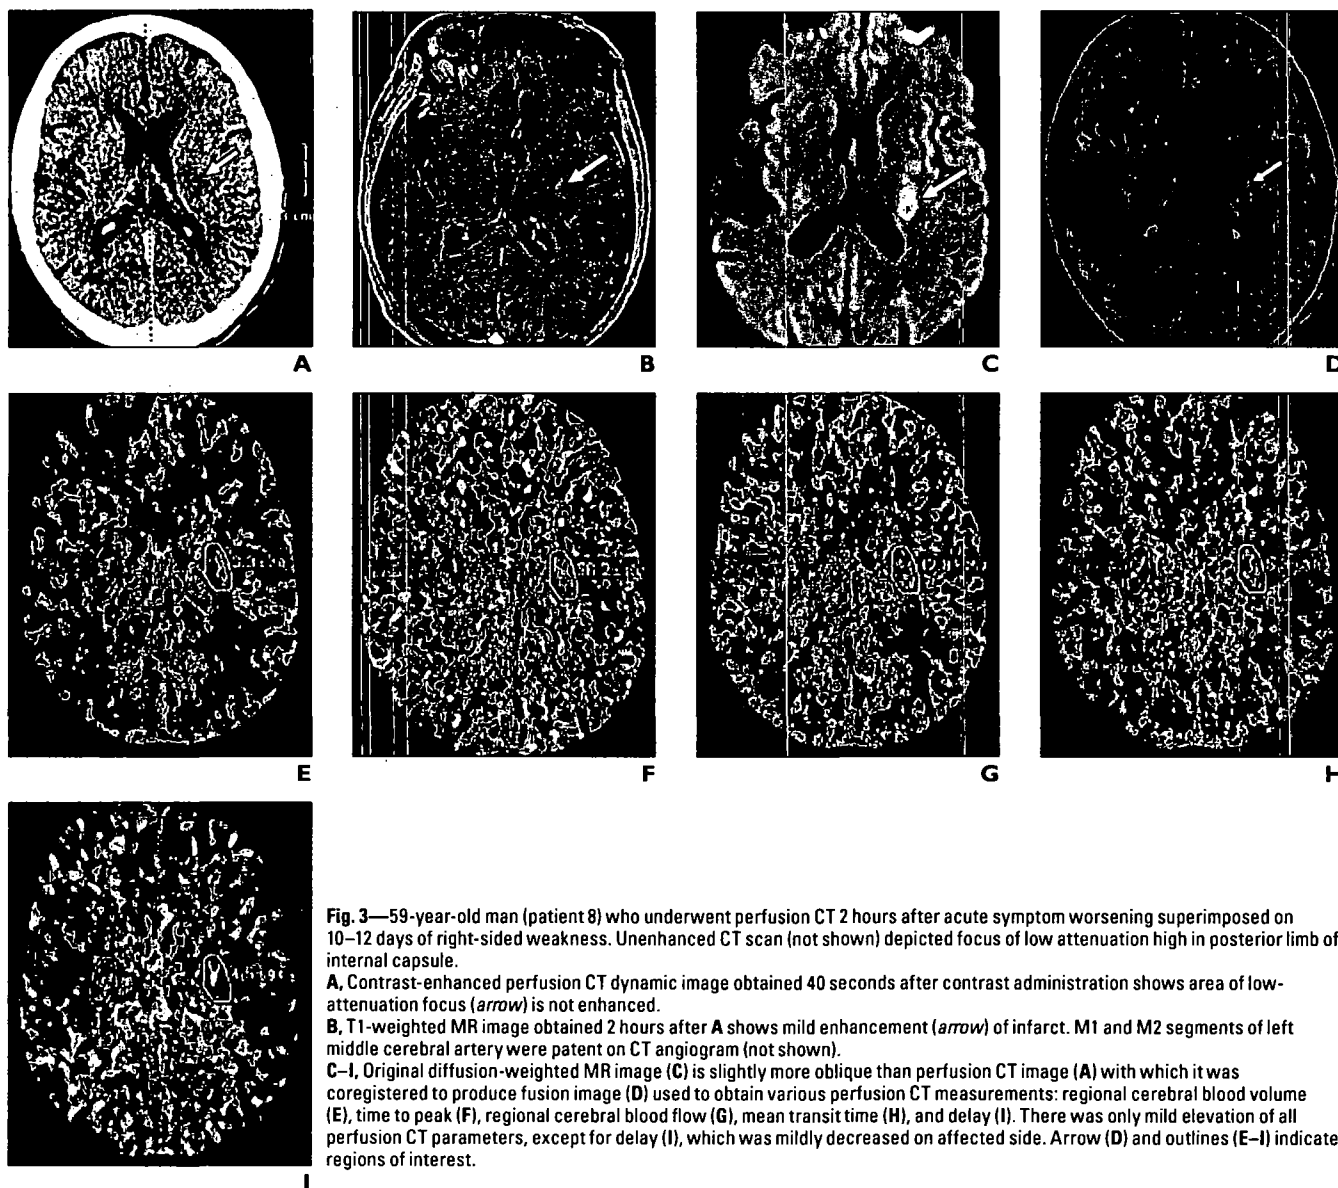 A
B
C
D
E
F
G
H
I
Fig. 3—59-year-old man (patient 8) who underwent perfusion CT 2 hours after acute symptom worsening superimposed on
10–12 days of right-sided weakness. Unenhanced CT scan (not shown) depicted focus of low attenuation high in posterior limb of
internal capsule.
A, Contrast-enhanced perfusion CT dynamic image obtained 40 seconds after contrast administration shows area of low-
attenuation focus (arrow) is not enhanced.
B, T1-weighted MR image obtained 2 hours after A shows mild enhancement (arrow) of infarct. M1 and M2 segments of left
middle cerebral artery were patent on CT angiogram (not shown).
C–I, Original diffusion-weighted MR image (C) is slightly more oblique than perfusion CT image (A) with which it was
coregistered to produce fusion image (D) used to obtain various perfusion CT measurements: regional cerebral blood volume
(E), time to peak (F), regional cerebral blood flow (G), mean transit time (H), and delay (I). There was only mild elevation of all
perfusion CT parameters, except for delay (I), which was mildly decreased on affected side. Arrow (D) and outlines (E–I) indicate
regions of interest.